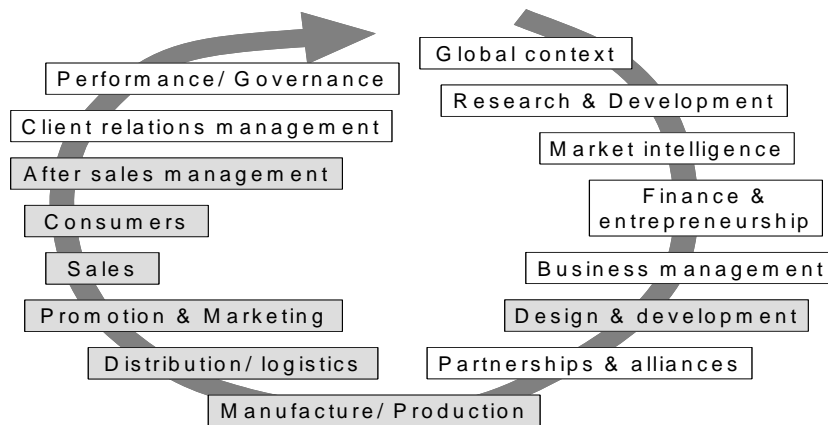 Global context
Research & Development
Market intelligence
Finance &
entrepreneurship
Business management
Design & development
Partnerships & alliances
Manufacture/ Production
Distribution/ logistics
Promotion & Marketing
Sales
Consumers
After sales management
Client relations management
Performance/ Governance